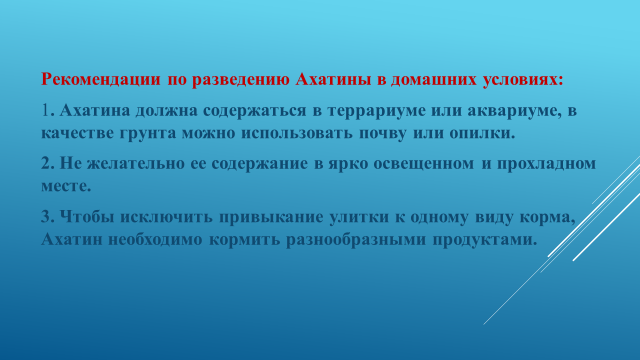 Рекомендации по разведению Ахатины в домашних условиях:
1. Ахатина должна содержаться в террариуме или аквариуме, в
качестве грунта можно использовать почву или опилки.
2. Не желательно ее содержание в ярко освещенном и прохладном
месте.
3. Чтобы исключить привыкание улитки к одному виду корма,
Ахатин необходимо кормить разнообразными продуктами.